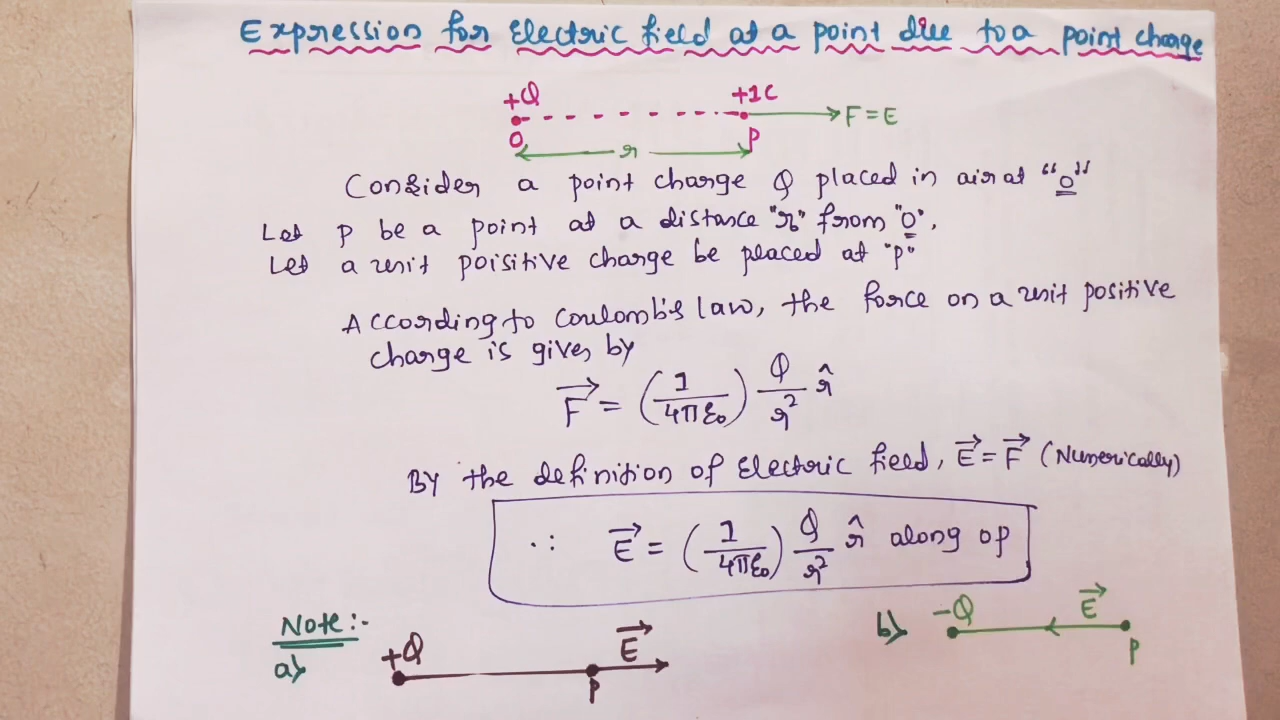 Expression for Electric field at a point due to a point charge
+Q +1C F=E
O P
r
Consider a point charge Q placed in air at "O"
Let P be a point at a distance "r" from "O".
Let a unit poisitive charge be placed at "P"
According to Coulomb's law, the force on a unit positive
charge is given by
F⃗ = (1/4πε₀) Q/r² r̂
By the definition of Electric field, E⃗ = F⃗ (Numerically)
∴ E⃗ = (1/4πε₀) Q/r² r̂ along OP
Note:-
a) +Q P E⃗
b) -Q E⃗ P